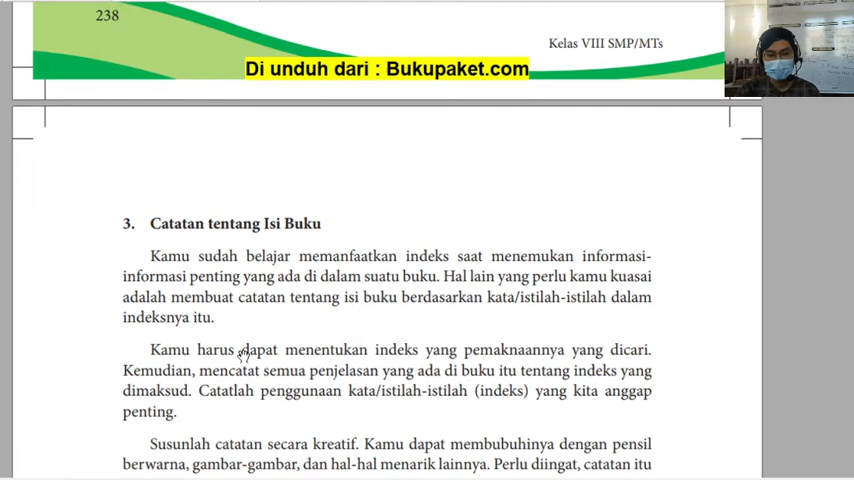 238
Kelas VIII SMP/MTs
Di unduh dari : Bukupaket.com
3. Catatan tentang Isi Buku
Kamu sudah belajar memanfaatkan indeks saat menemukan informasi-
informasi penting yang ada di dalam suatu buku. Hal lain yang perlu kamu kuasai
adalah membuat catatan tentang isi buku berdasarkan kata/istilah-istilah dalam
indeksnya itu.
Kamu harus dapat menentukan indeks yang pemaknaannya yang dicari.
Kemudian, mencatat semua penjelasan yang ada di buku itu tentang indeks yang
dimaksud. Catatlah penggunaan kata/istilah-istilah (indeks) yang kita anggap
penting.
Susunlah catatan secara kreatif. Kamu dapat membubuhinya dengan pensil
berwarna, gambar-gambar, dan hal-hal menarik lainnya. Perlu diingat, catatan itu